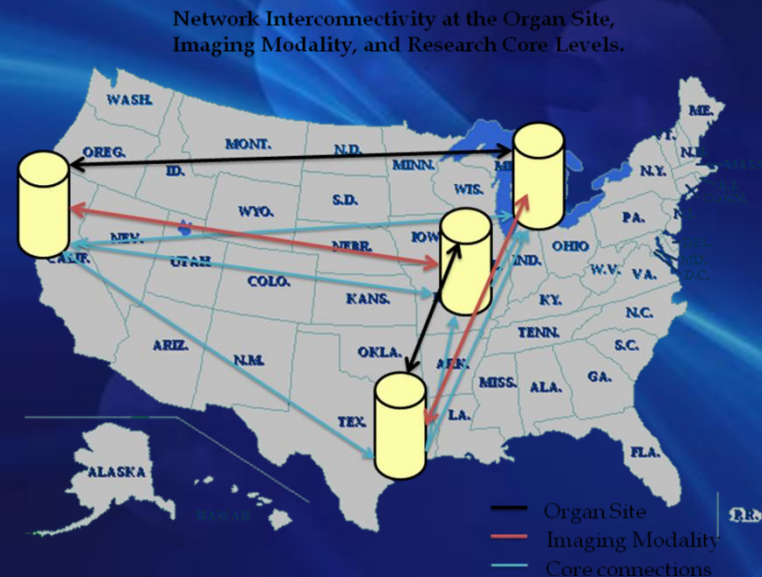 Network Interconnectivity at the Organ Site,
Imaging Modality, and Research Core Levels.
WASH.
ME.
MONT.
N.D.
OREG.
MINN.
ID.
N.Y.
WIS.
S.D.
WYO.
PA.
NEV.
NEBR.
IOW
OHIO
CALIF.
UTAH
IND.
W.V.
VA.
COLO.
KANS.
KY.
N.C.
TENN.
ARIZ.
N.M.
OKLA.
ARK.
S.C.
MISS.
ALA.
GA.
TEX.
LA.
FLA.
ALASKA
HAWAII
P.R.
Organ Site
Imaging Modality
Core connections